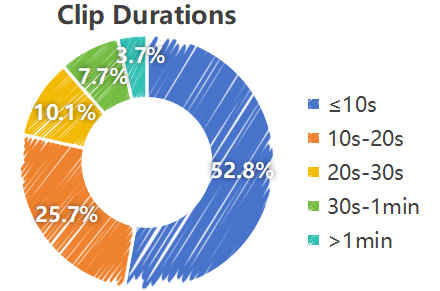 Clip Durations
3.7%
7.7%
10.1%
25.7%
52.8%
≤10s
10s-20s
20s-30s
30s-1min
>1min